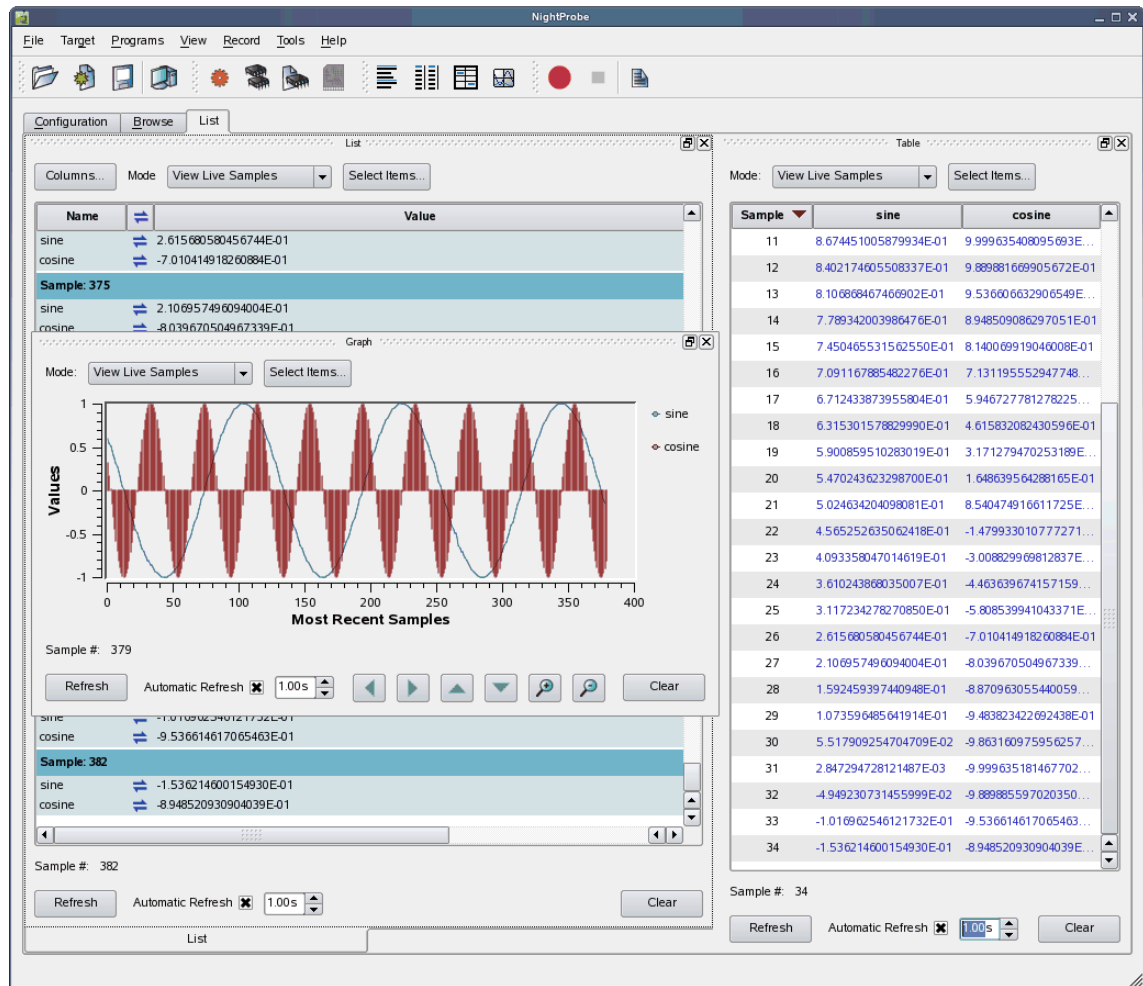 NightProbe
File Target Programs View Record Tools Help
Configuration Browse List
List
Columns... Mode View Live Samples Select Items...
Name Value
sine 2.615680580456744E-01
cosine -7.010414918260884E-01
Sample: 375
sine 2.106957496094004E-01
cosine -8.039670504967339E-01
Graph
Mode: View Live Samples Select Items...
sine
cosine
Values
1
0.5
0
-0.5
-1
0 50 100 150 200 250 300 350 400
Most Recent Samples
Sample #: 379
Refresh Automatic Refresh 1.00s Clear
sine -1.016962546121732E-01
cosine -9.536614617065463E-01
Sample: 382
sine -1.536214600154930E-01
cosine -8.948520930904039E-01
Sample #: 382
Refresh Automatic Refresh 1.00s Clear
List
Table
Mode: View Live Samples Select Items...
Sample sine cosine
11 8.674451005879934E-01 9.999635408095693E...
12 8.402174605508337E-01 9.889881669905672E-01
13 8.106868467466902E-01 9.536606632906549E...
14 7.789342003986476E-01 8.948509086297051E-01
15 7.450465531562550E-01 8.140069919046008E-01
16 7.091167885482276E-01 7.131195552947748...
17 6.712433873955804E-01 5.946727781278225...
18 6.315301578829990E-01 4.615832082430596E-01
19 5.900859510283019E-01 3.171279470253189E...
20 5.470243623298700E-01 1.648639564288165E-01
21 5.024634204098081E-01 8.540474916611725E...
22 4.565252635062418E-01 -1.479933010777271...
23 4.093358047014619E-01 -3.008829969812837E...
24 3.610243868035007E-01 -4.463639674157159...
25 3.117234278270850E-01 -5.808539941043371E...
26 2.615680580456744E-01 -7.010414918260884E-01
27 2.106957496094004E-01 -8.039670504967339...
28 1.592459397440948E-01 -8.870963055440059...
29 1.073596485641914E-01 -9.483823422692438E-01
30 5.517909254704709E-02 -9.863160975956257...
31 2.847294728121487E-03 -9.999635181467702...
32 -4.949230731455999E-02 -9.889885597020350...
33 -1.016962546121732E-01 -9.536614617065463...
34 -1.536214600154930E-01 -8.948520930904039E...
Sample #: 34
Refresh Automatic Refresh 1.00s Clear